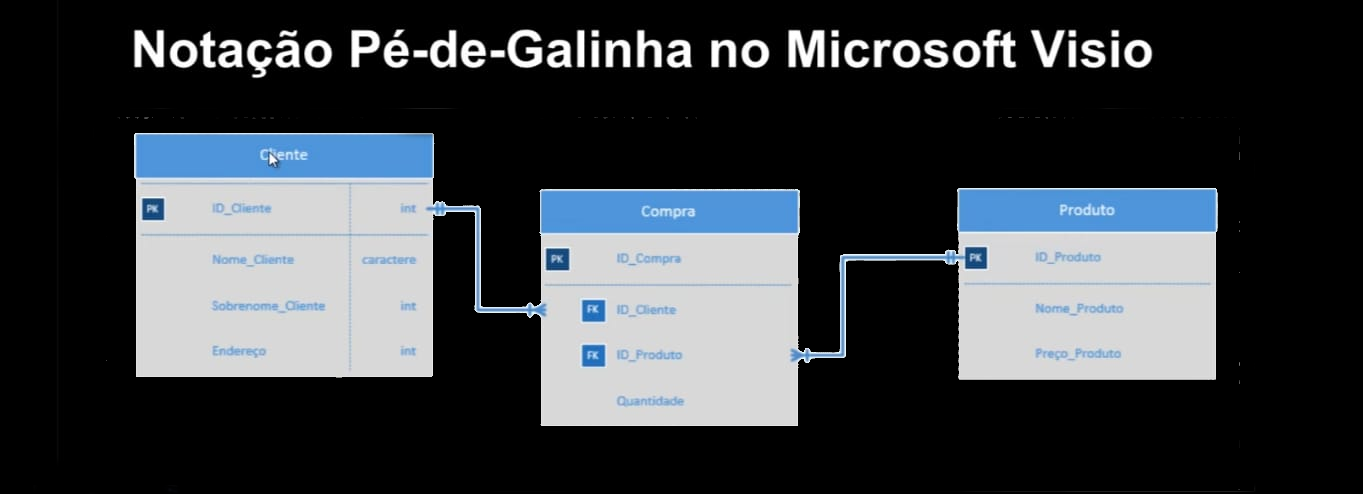 Notação Pé-de-Galinha no Microsoft Visio
Cliente
PK ID_Cliente int
Nome_Cliente caractere
Sobrenome_Cliente int
Endereço int
Compra
PK ID_Compra
FK ID_Cliente
FK ID_Produto
Quantidade
Produto
PK ID_Produto
Nome_Produto
Preço_Produto